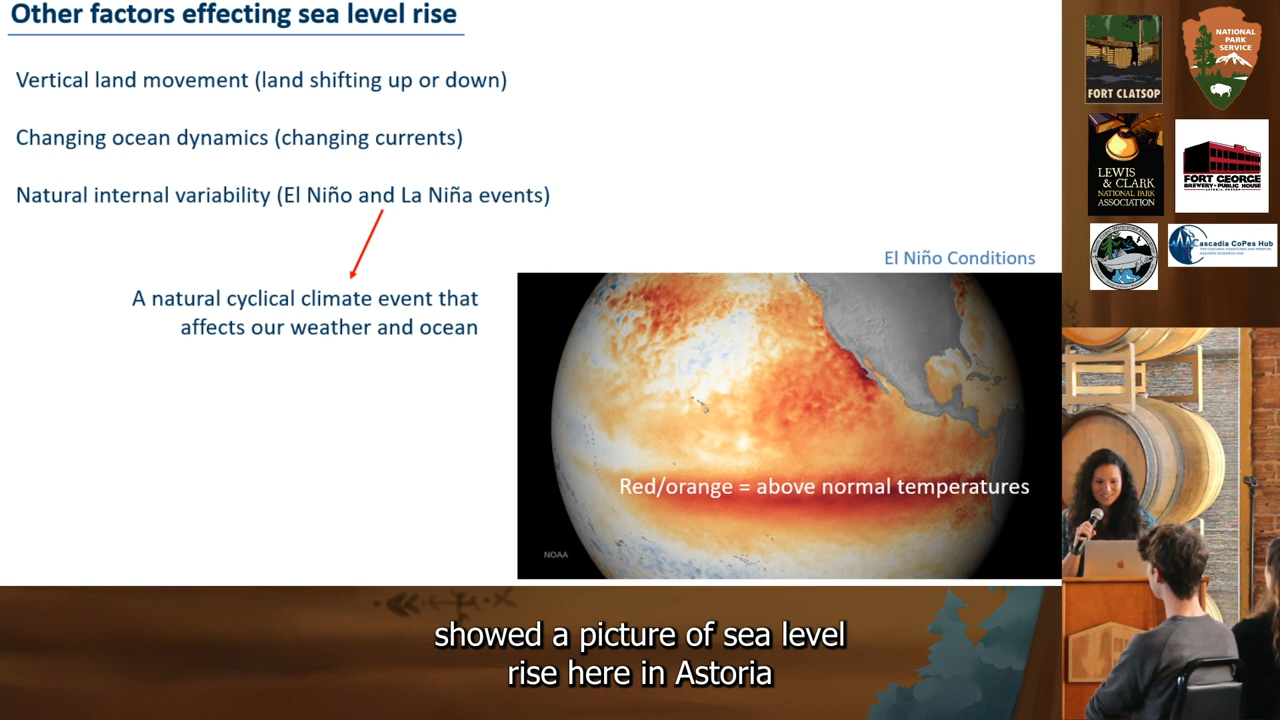 Other factors effecting sea level rise
Vertical land movement (land shifting up or down)
Changing ocean dynamics (changing currents)
Natural internal variability (El Niño and La Niña events)
A natural cyclical climate event that
affects our weather and ocean
El Niño Conditions
Red/orange = above normal temperatures
NOAA
showed a picture of sea level
rise here in Astoria
FORT CLATSOP
NATIONAL
PARK
SERVICE
LEWIS
& CLARK
NATIONAL PARK
ASSOCIATION
FORT GEORGE
BREWERY + PUBLIC HOUSE
ASTORIA, OREGON
Cascadia CoPes Hub